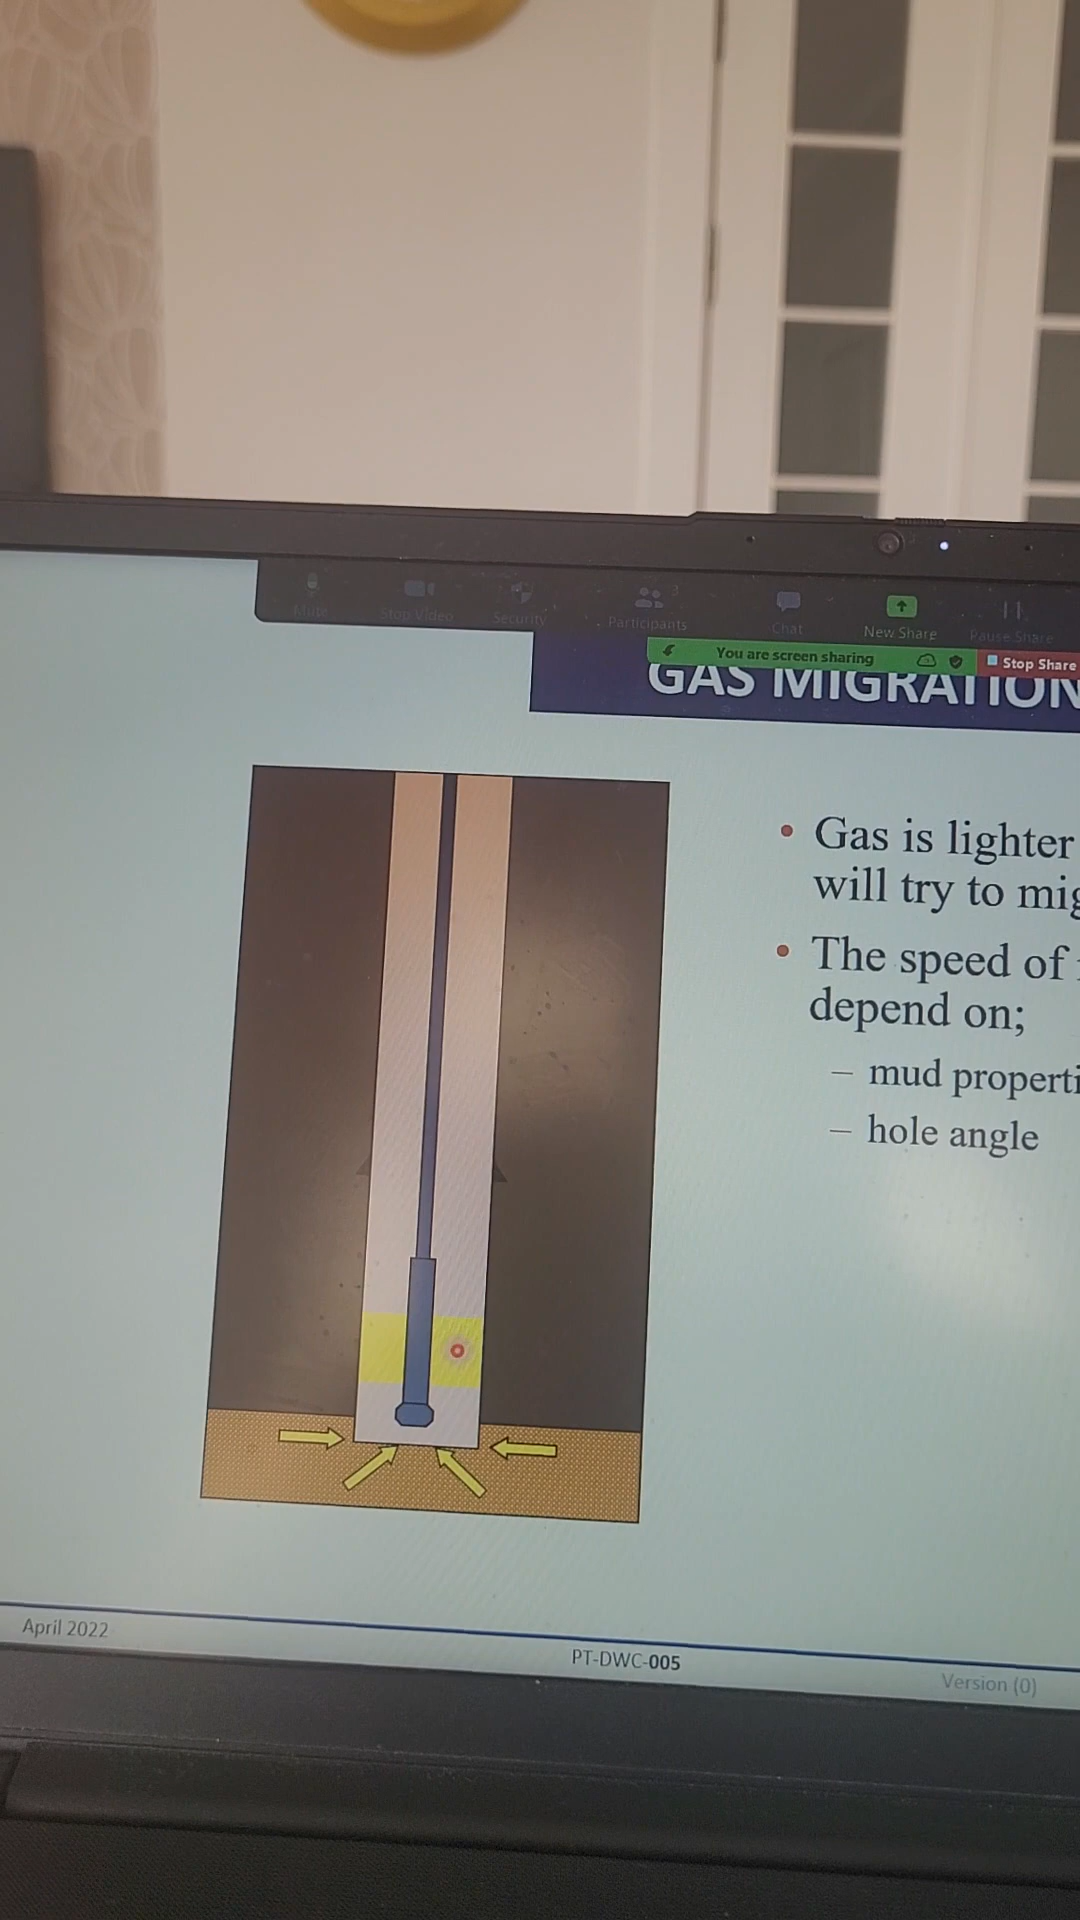 Mute Stop Video Security Participants 3 Chat New Share Pause Share
You are screen sharing Stop Share
GAS MIGRATION
• Gas is lighter
will try to mig
• The speed of
depend on;
– mud properti
– hole angle
April 2022
PT-DWC-005
Version (0)